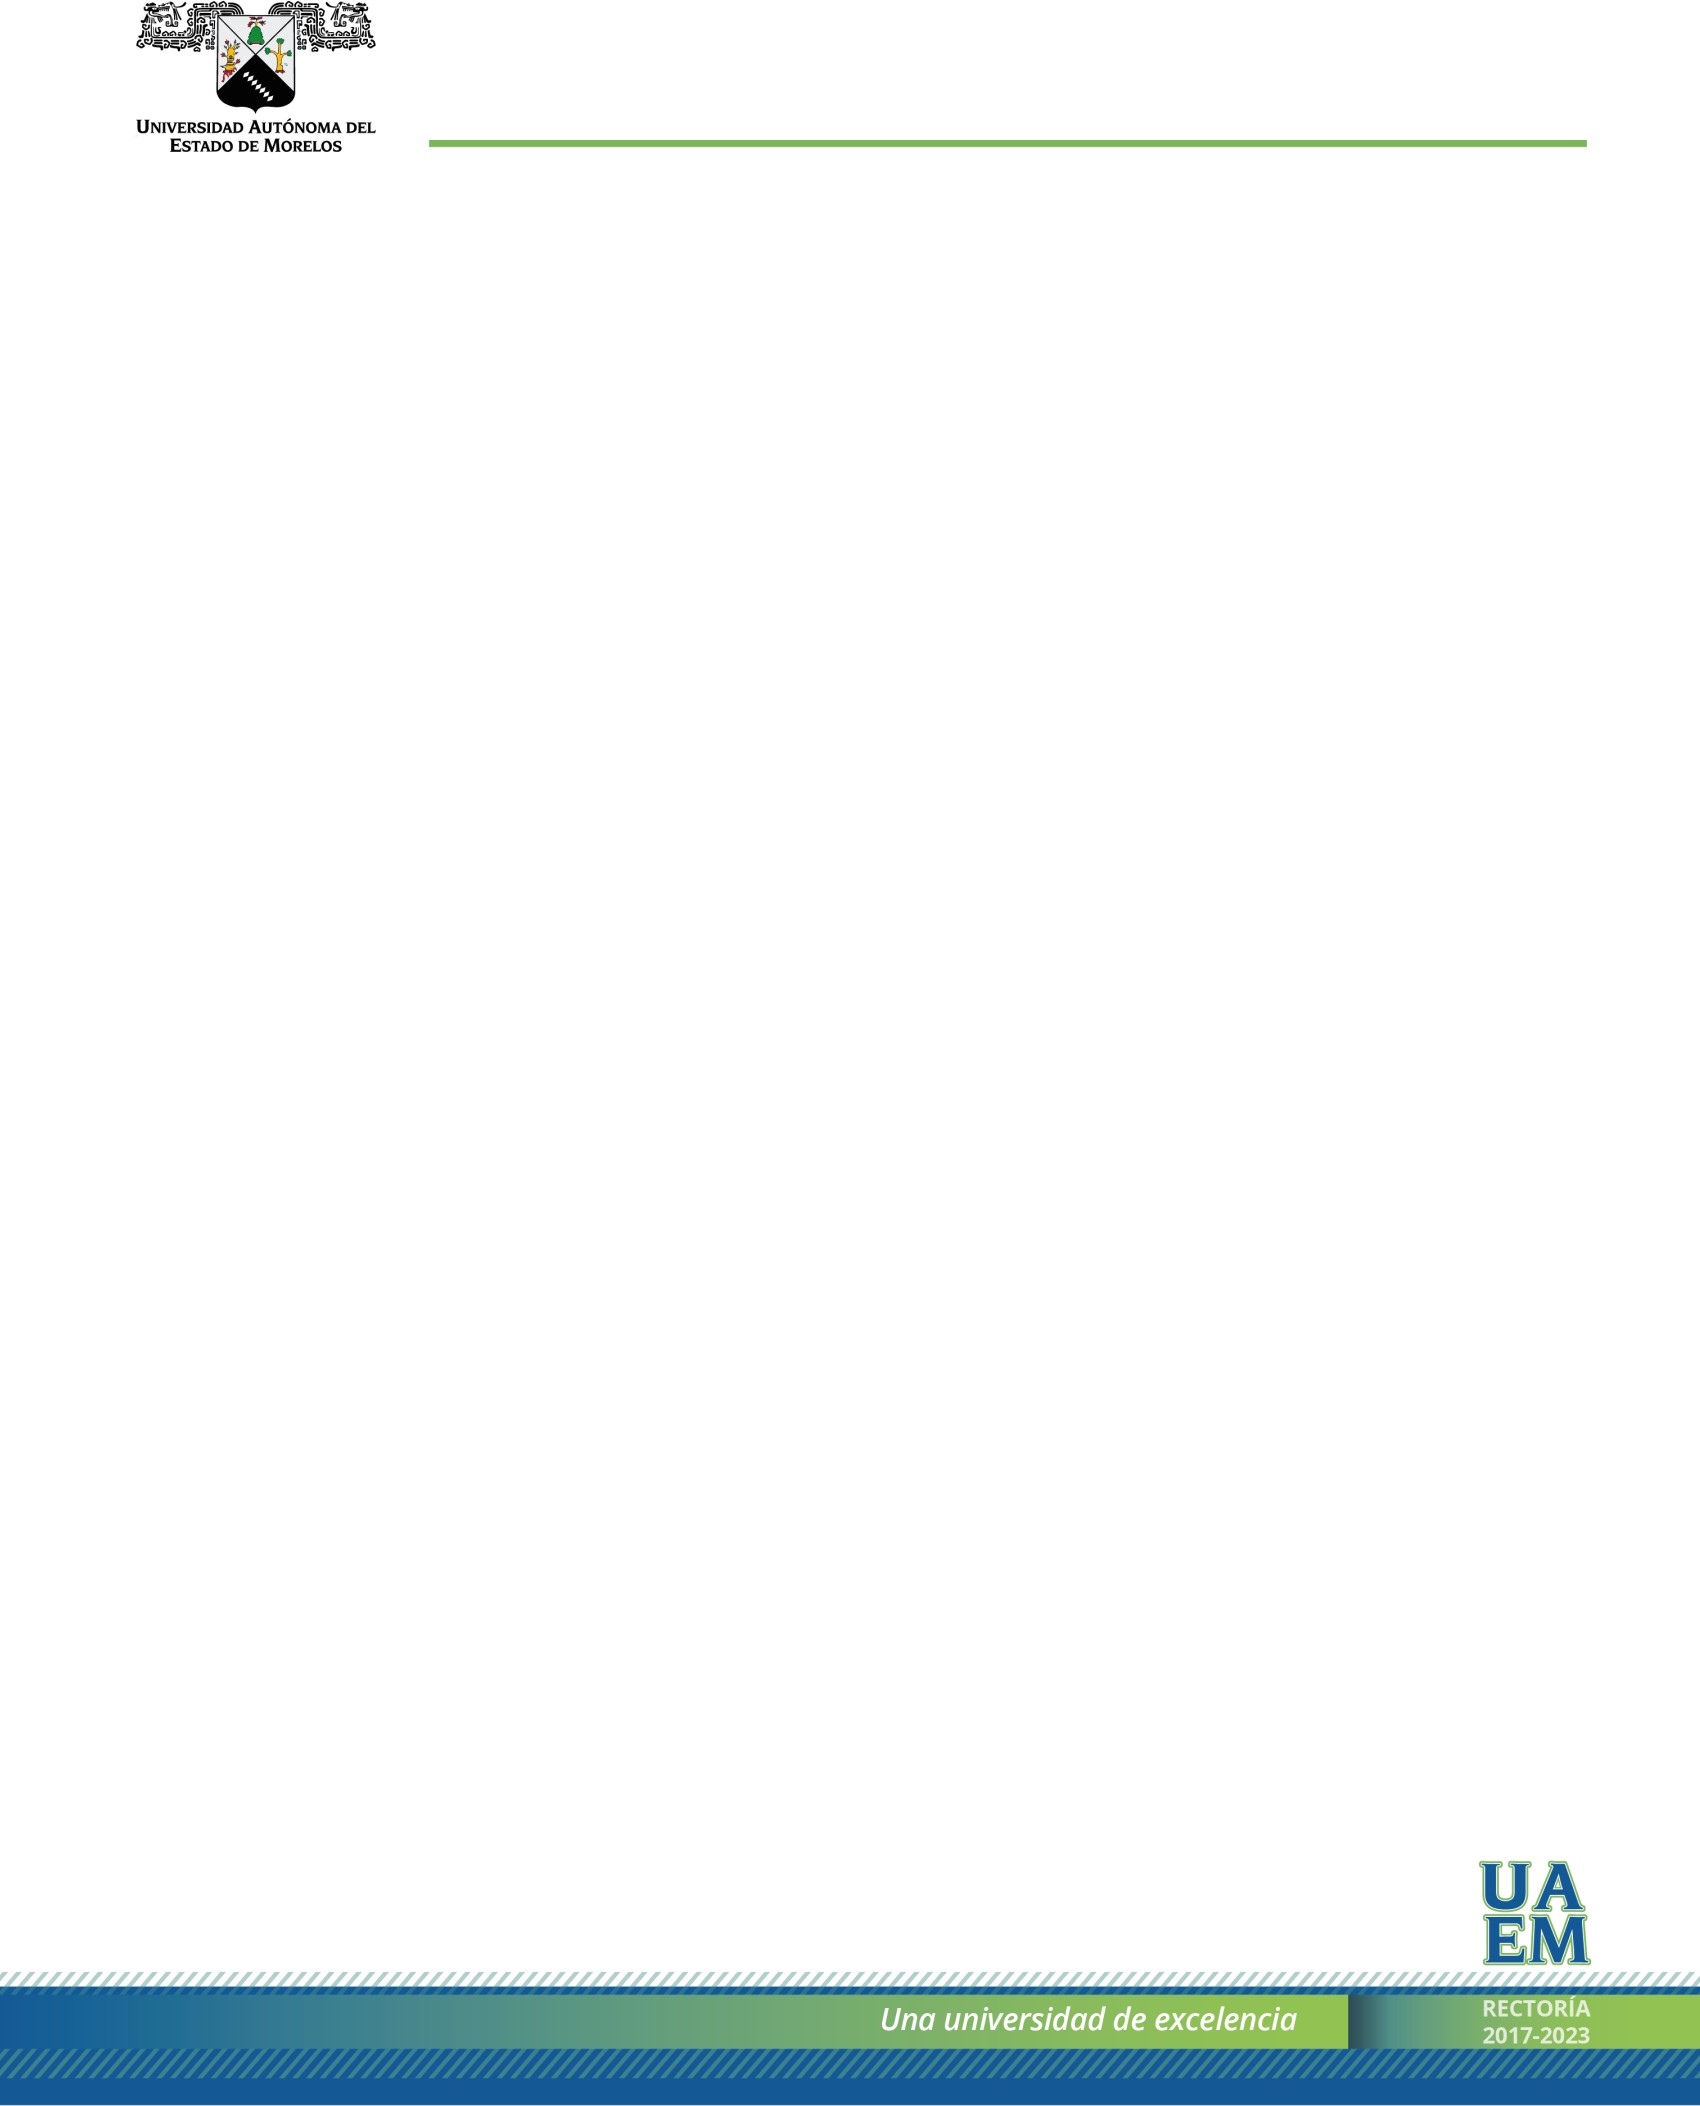 UNIVERSIDAD AUTÓNOMA DEL
ESTADO DE MORELOS
UA
EM
Una universidad de excelencia
RECTORÍA
2017-2023